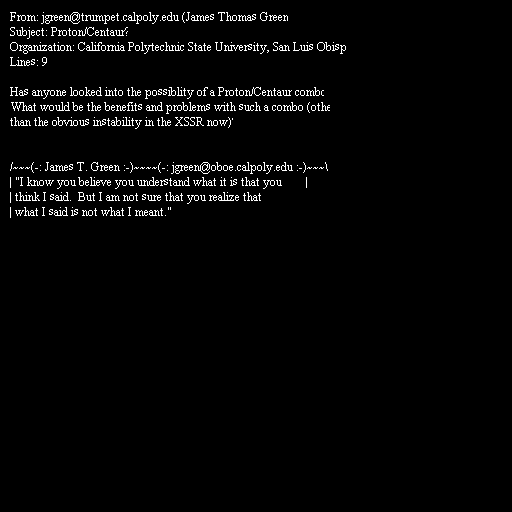 From: jgreen@trumpet.calpoly.edu (James Thomas Green
Subject: Proton/Centaur?
Organization: California Polytechnic State University, San Luis Obisp
Lines: 9

Has anyone looked into the possiblity of a Proton/Centaur combo
What would be the benefits and problems with such a combo (othe
than the obvious instability in the XSSR now)'

/~~~(-: James T. Green :-)~~~~(-: jgreen@oboe.calpoly.edu :-)~~~\
| "I know you believe you understand what it is that you |
| think I said. But I am not sure that you realize that
| what I said is not what I meant."